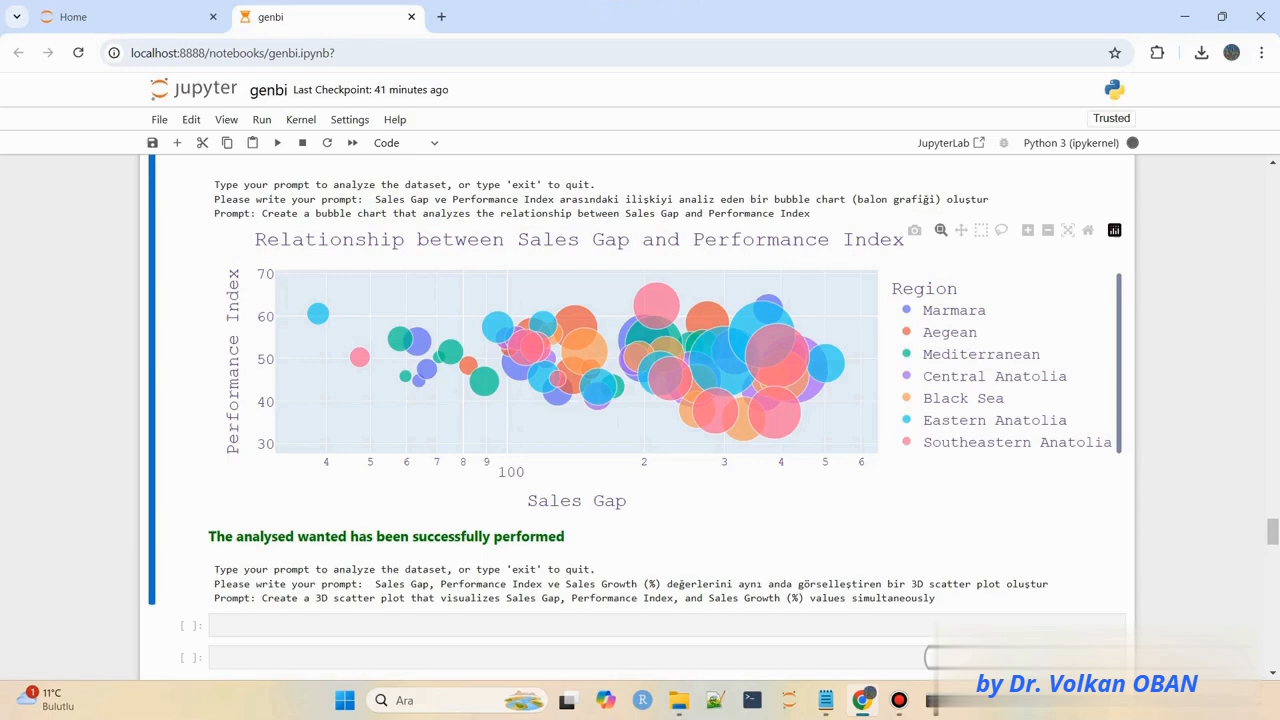 Home
genbi
localhost:8888/notebooks/genbi.ipynb?
jupyter genbi Last Checkpoint: 41 minutes ago
File Edit View Run Kernel Settings Help
Trusted
Code
JupyterLab
Python 3 (ipykernel)
Type your prompt to analyze the dataset, or type 'exit' to quit.
Please write your prompt:  Sales Gap ve Performance Index arasındaki ilişkiyi analiz eden bir bubble chart (balon grafiği) oluştur
Prompt: Create a bubble chart that analyzes the relationship between Sales Gap and Performance Index
Relationship between Sales Gap and Performance Index
Performance Index
70
60
50
40
30
4 5 6 7 8 9 100 2 3 4 5 6
Sales Gap
Region
Marmara
Aegean
Mediterranean
Central Anatolia
Black Sea
Eastern Anatolia
Southeastern Anatolia
The analysed wanted has been successfully performed
Type your prompt to analyze the dataset, or type 'exit' to quit.
Please write your prompt:  Sales Gap, Performance Index ve Sales Growth (%) değerlerini aynı anda görselleştiren bir 3D scatter plot oluştur
Prompt: Create a 3D scatter plot that visualizes Sales Gap, Performance Index, and Sales Growth (%) values simultaneously
[ ]:
[ ]:
1
11°C
Bulutlu
Ara
R
by Dr. Volkan OBAN